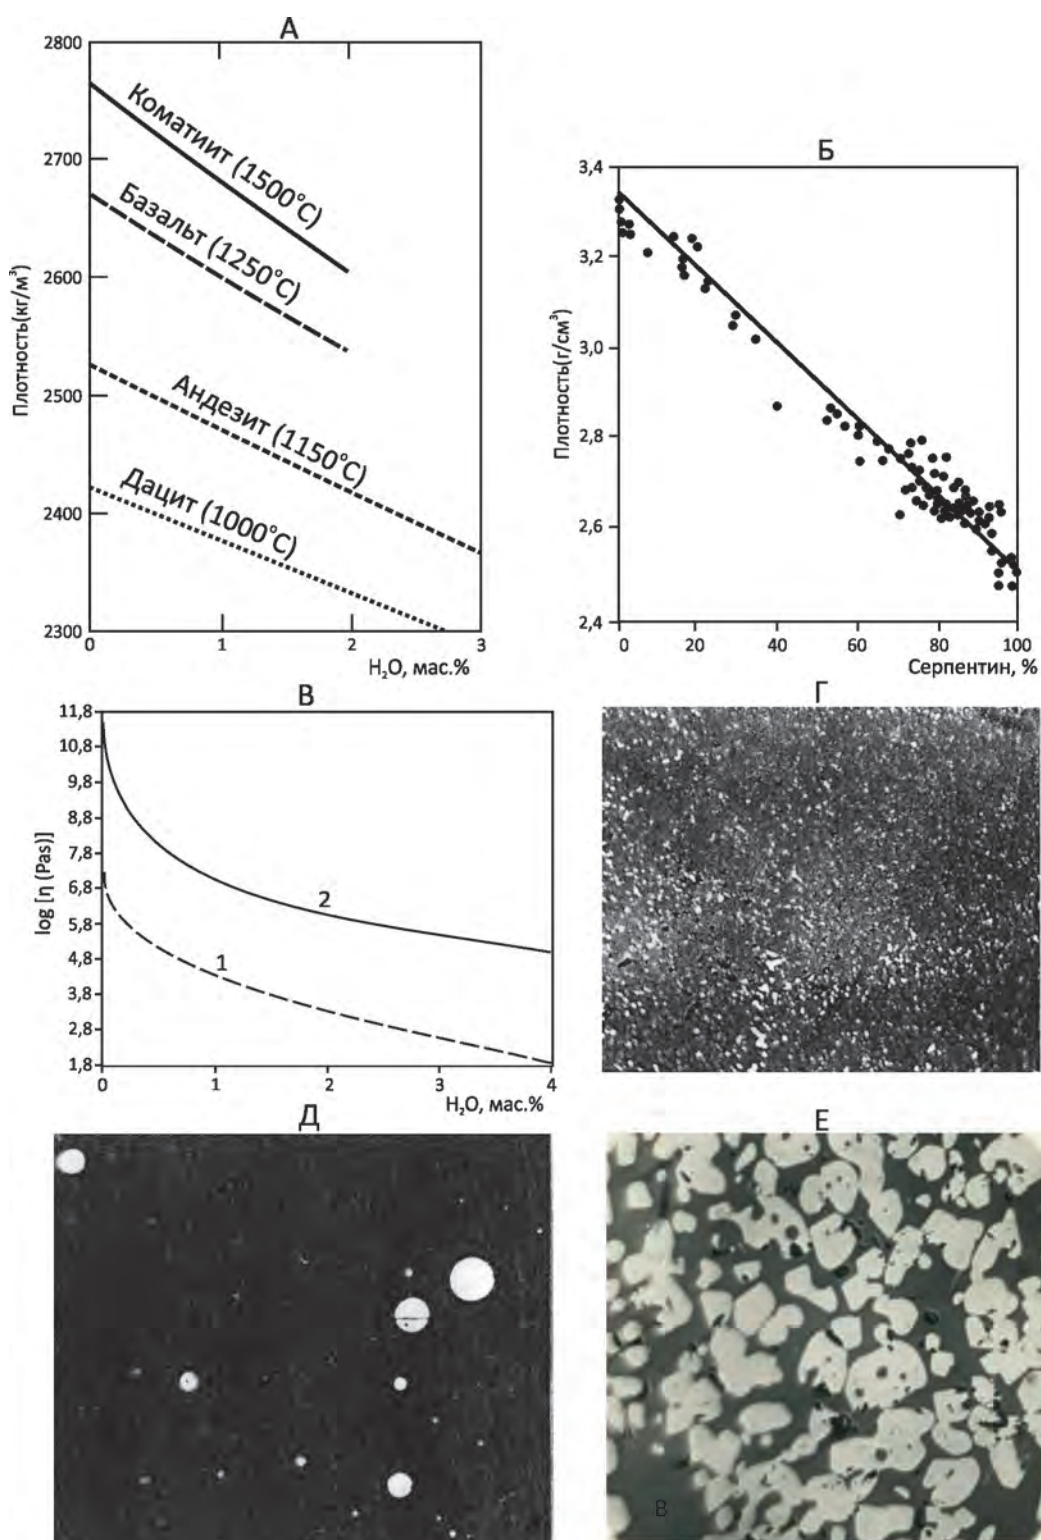 А
2800
2700
2600
2500
2400
2300
Плотность(кг/м³)
Коматиит (1500°С)
Базальт (1250°С)
Андезит (1150°С)
Дацит (1000°С)
0 1 2 3
H₂O, мас.%
Б
3,4
3,2
3,0
2,8
2,6
2,4
Плотность(г/см³)
0 20 40 60 80 100
Серпентин, %
В
11,8
10,8
9,8
8,8
7,8
6,8
5,8
4,8
3,8
2,8
1,8
log [η (Pas)]
2
1
0 1 2 3 4
H₂O, мас.%
Г
Д
Е
В